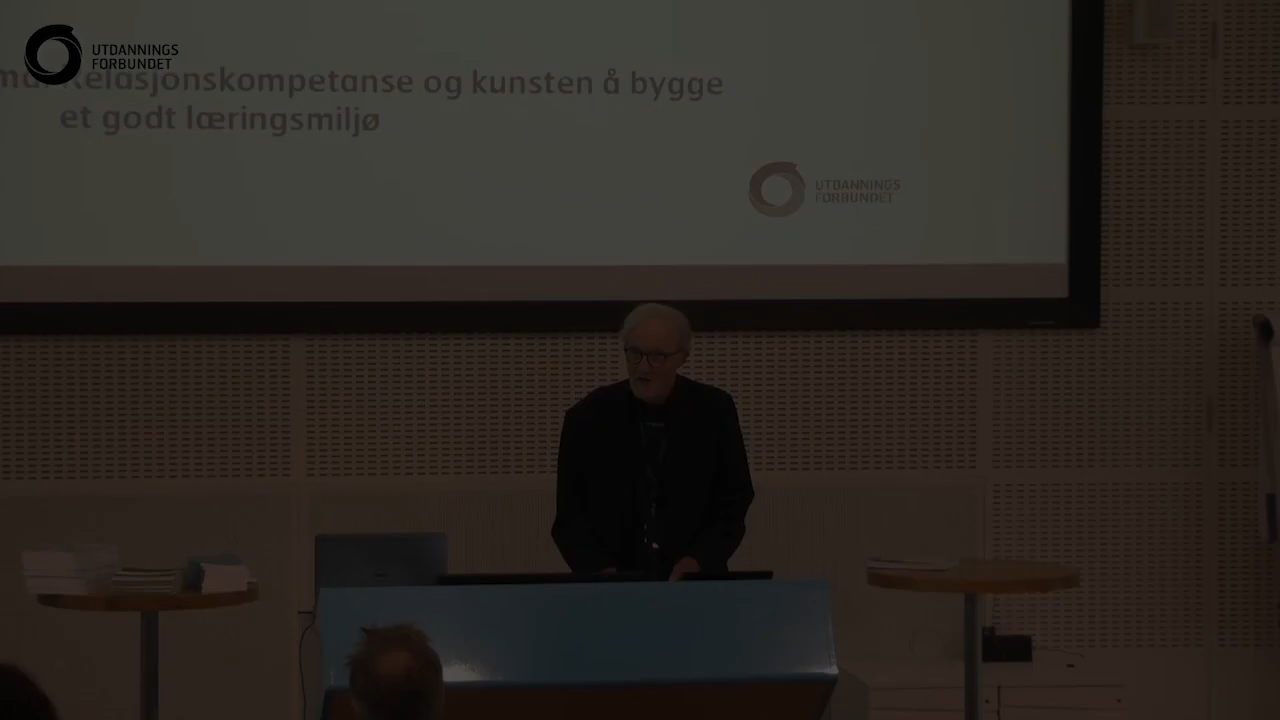 UTDANNINGS
FORBUNDET
Relasjonskompetanse og kunsten å bygge
et godt læringsmiljø
UTDANNINGS
FORBUNDET